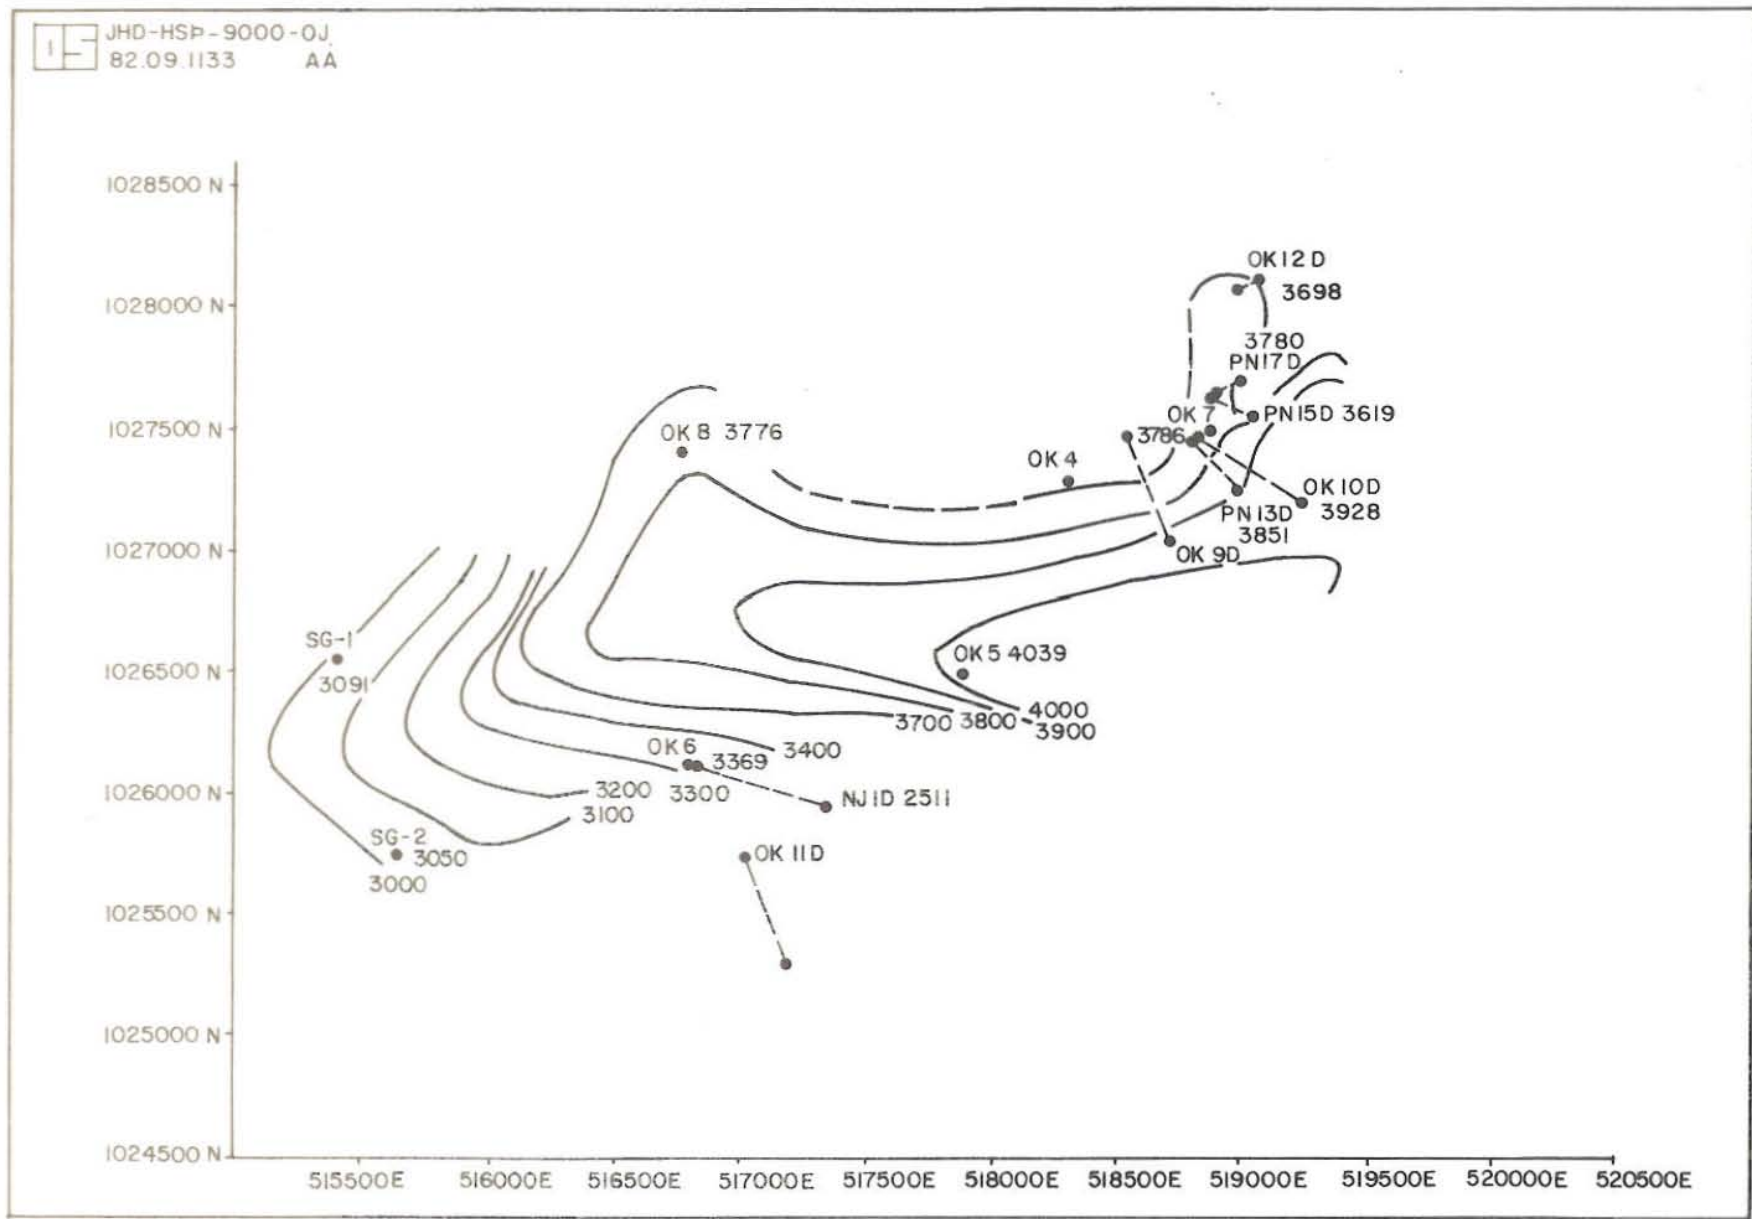 JHD-HSÞ-9000-OJ
82.09.1133 AA
1028500 N
1028000 N
1027500 N
1027000 N
1026500 N
1026000 N
1025500 N
1025000 N
1024500 N
OK 12 D
3698
3780
PN17D
OK 7
PN15D 3619
3786
OK 8 3776
OK 4
OK 10D
3928
PN 13D
3851
OK 9D
SG-1
3091
OK 5 4039
4000
3700 3800
3900
3400
OK 6
3369
3200
3300
NJ1D 2511
3100
SG-2
3050
3000
OK 11D
515500E 516000E 516500E 517000E 517500E 518000E 518500E 519000E 519500E 520000E 520500E